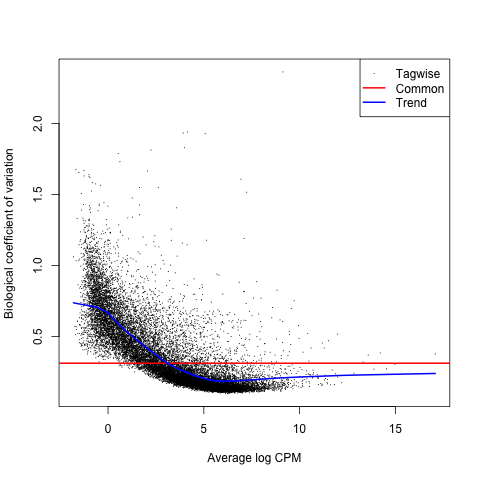 Tagwise
Common
Trend
2.0
1.5
1.0
0.5
Biological coefficient of variation
0 5 10 15
Average log CPM